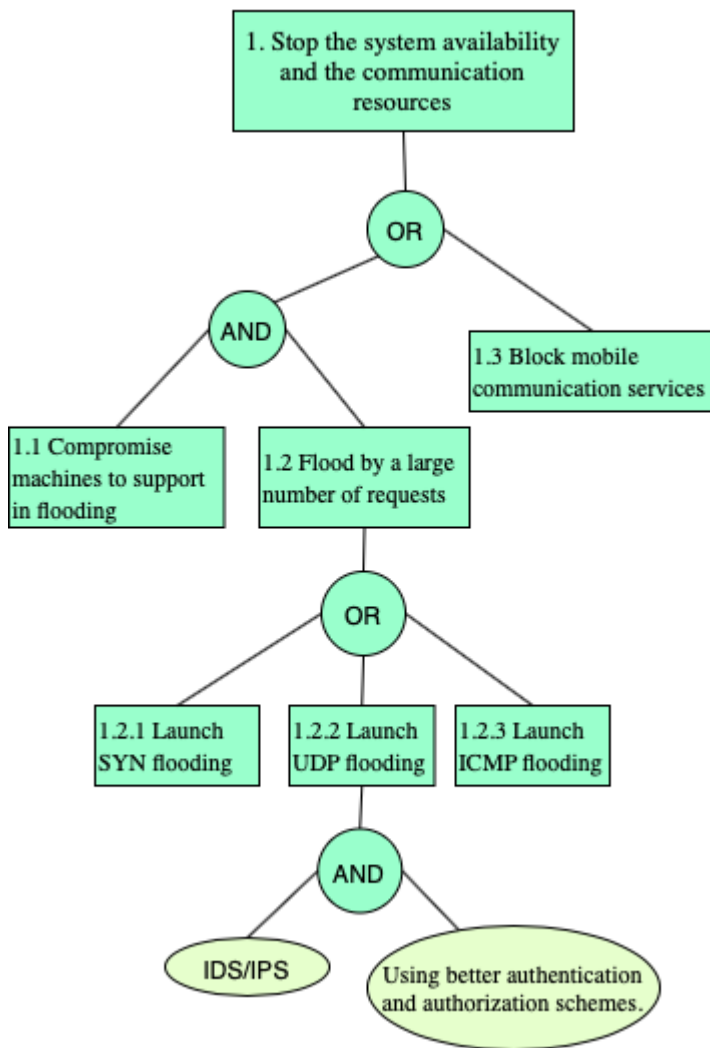 1. Stop the system availability
and the communication
resources
OR
AND
1.3 Block mobile
communication services
1.1 Compromise
machines to support
in flooding
1.2 Flood by a large
number of requests
OR
1.2.1 Launch
SYN flooding
1.2.2 Launch
UDP flooding
1.2.3 Launch
ICMP flooding
AND
IDS/IPS
Using better authentication
and authorization schemes.